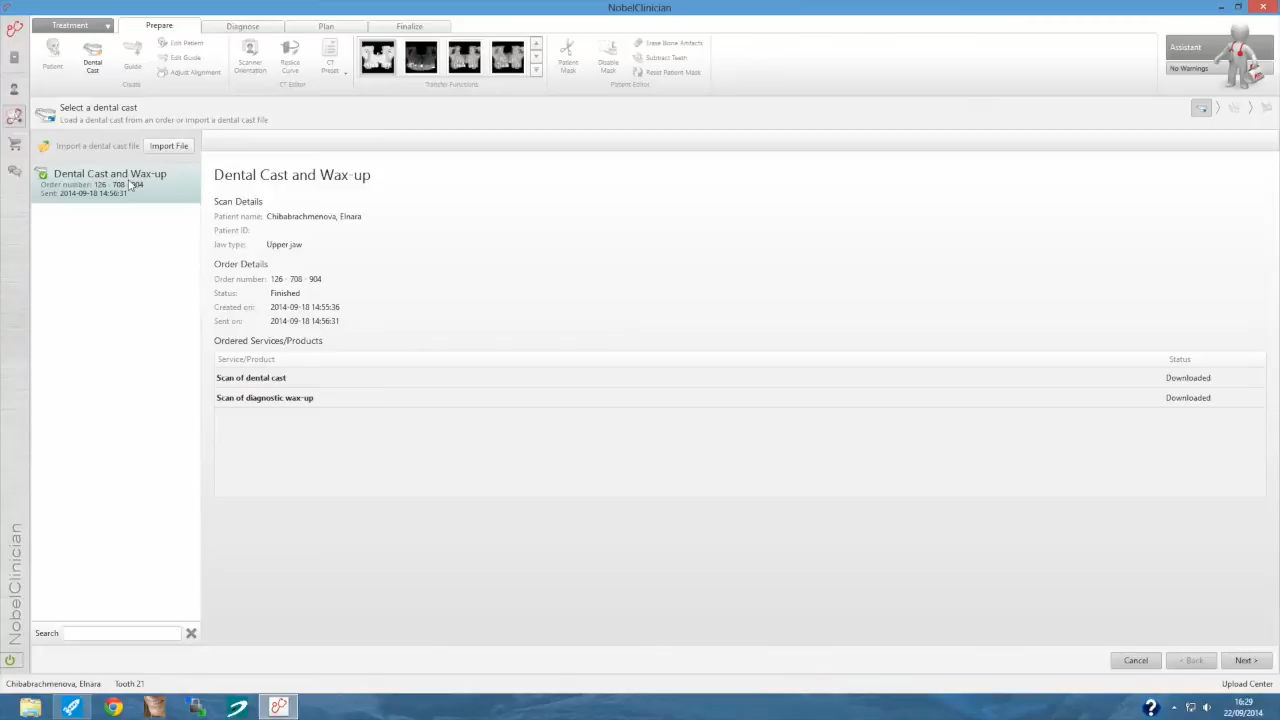 NobelClinician
Treatment
Prepare
Diagnose
Plan
Finalize
Patient
Dental Cast
Guide
Edit Patient
Edit Guide
Adjust Alignment
Create
Scanner Orientation
Reslice Curve
CT Preset
CT Editor
Transfer Functions
Patient Mask
Disable Mask
Erase Bone Artifacts
Subtract Teeth
Reset Patient Mask
Patient Editor
Assistant
No Warnings
Select a dental cast
Load a dental cast from an order or import a dental cast file
Import a dental cast file
Import File
Dental Cast and Wax-up
Order number: 126 - 708 - 904
Sent: 2014-09-18 14:56:31
Dental Cast and Wax-up
Scan Details
Patient name: Chibabrachmenova, Elnara
Patient ID:
Jaw type: Upper jaw
Order Details
Order number: 126 - 708 - 904
Status: Finished
Created on: 2014-09-18 14:55:36
Sent on: 2014-09-18 14:56:31
Ordered Services/Products
Service/Product Status
Scan of dental cast Downloaded
Scan of diagnostic wax-up Downloaded
NobelClinician
Search
Cancel
< Back
Next >
Chibabrachmenova, Elnara Tooth 21
Upload Center
16:29
22/09/2014